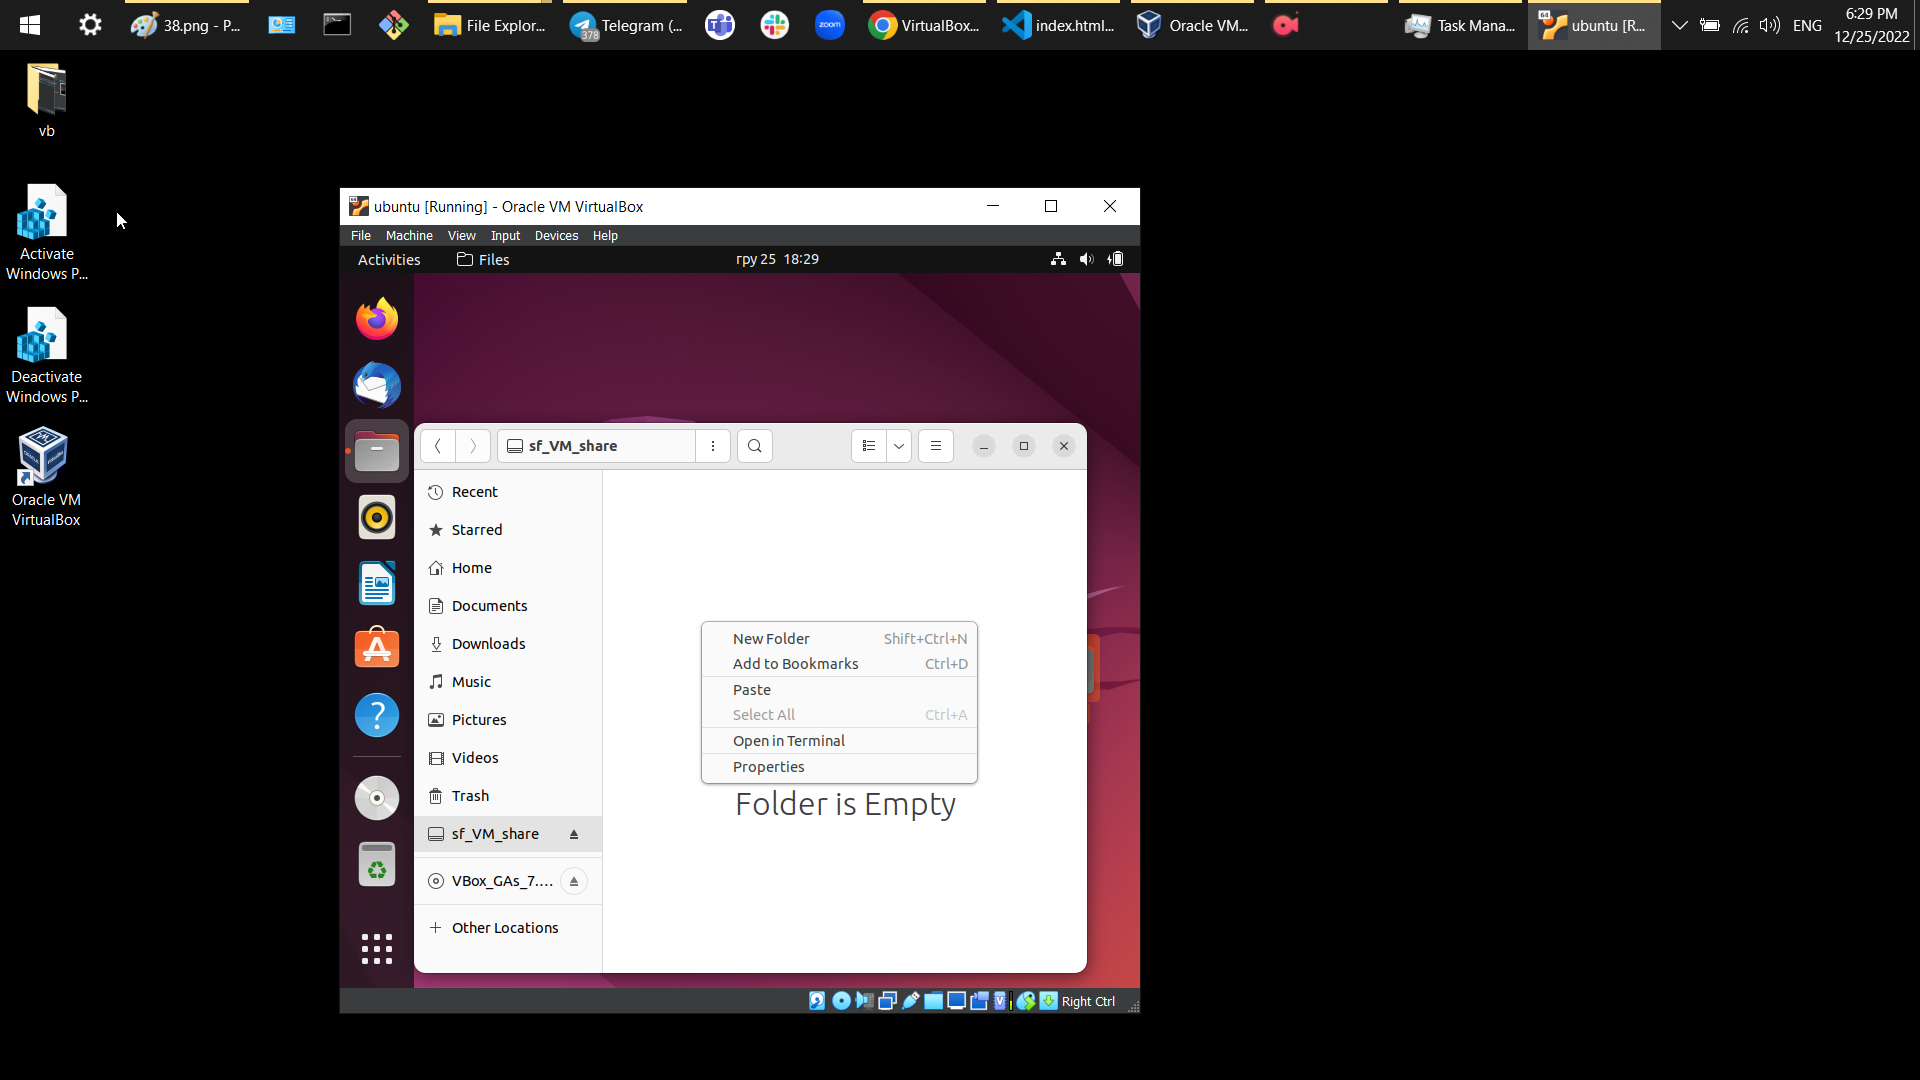 38.png - P...
File Explor...
Telegram (...
378
zoom
VirtualBox...
index.html...
Oracle VM...
Task Mana...
64
ubuntu [R...
ENG
6:29 PM
12/25/2022
vb
Activate
Windows P...
Deactivate
Windows P...
Oracle VM
VirtualBox
ubuntu [Running] - Oracle VM VirtualBox
File
Machine
View
Input
Devices
Help
Activities
Files
гру 25 18:29
sf_VM_share
Recent
Starred
Home
Documents
Downloads
Music
Pictures
Videos
Trash
sf_VM_share
VBox_GAs_7....
Other Locations
New Folder Shift+Ctrl+N
Add to Bookmarks Ctrl+D
Paste
Select All Ctrl+A
Open in Terminal
Properties
Folder is Empty
Right Ctrl